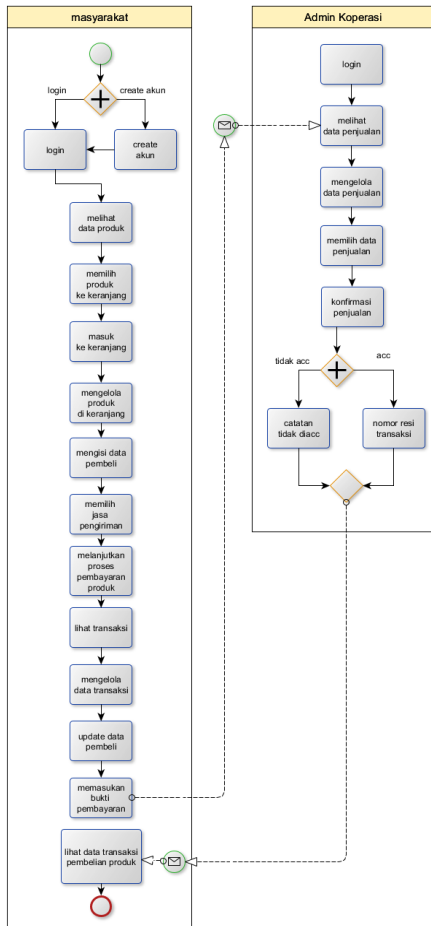 masyarakat
login
create akun
login
create
akun
melihat
data produk
memilih
produk
ke keranjang
masuk
ke keranjang
mengelola
produk
di keranjang
mengisi data
pembeli
memilih
jasa
pengiriman
melanjutkan
proses
pembayaran
produk
lihat transaksi
mengelola
data transaksi
update data
pembeli
memasukan
bukti
pembayaran
lihat data transaksi
pembelian produk
Admin Koperasi
login
melihat
data penjualan
mengelola
data penjualan
memilih data
penjualan
konfirmasi
penjualan
tidak acc
acc
catatan
tidak diacc
nomor resi
transaksi